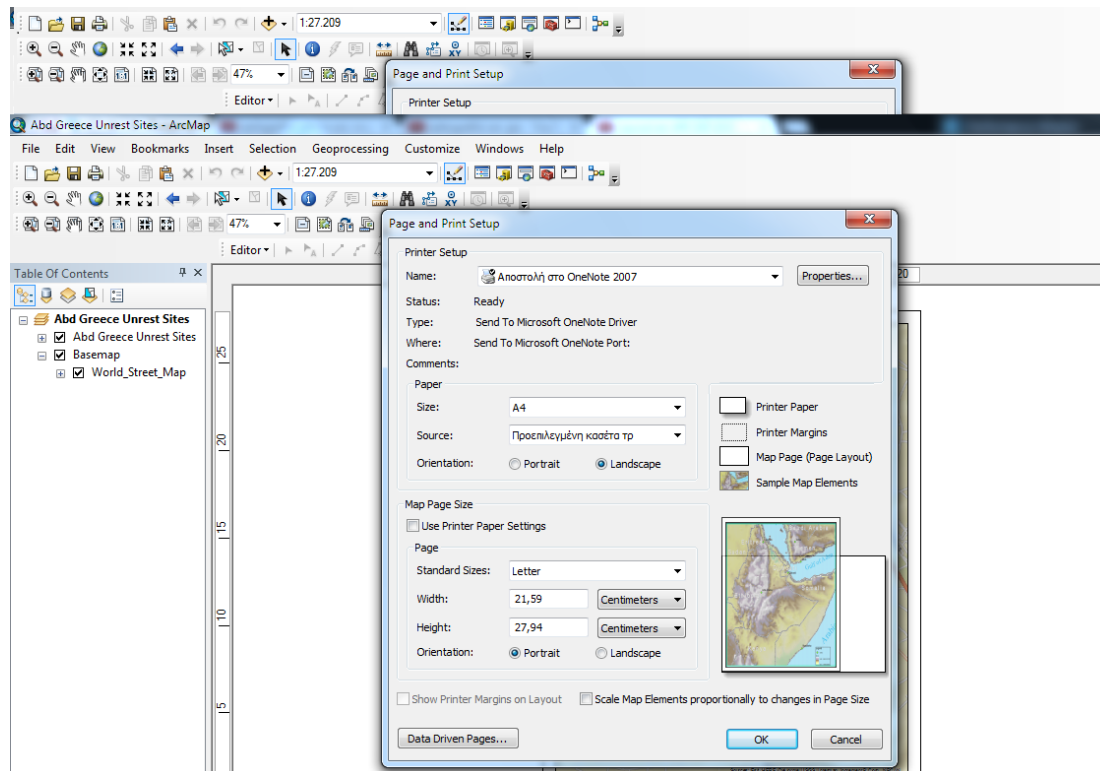 1:27.209
47%
Page and Print Setup
Editor
Printer Setup
Abd Greece Unrest Sites - ArcMap
File Edit View Bookmarks Insert Selection Geoprocessing Customize Windows Help
1:27.209
47%
Page and Print Setup
Editor
Printer Setup
Table Of Contents
Name: Αποστολή στο OneNote 2007 Properties...
20
Status: Ready
Abd Greece Unrest Sites
Type: Send To Microsoft OneNote Driver
Abd Greece Unrest Sites
Where: Send To Microsoft OneNote Port:
Basemap
25
Comments:
World_Street_Map
Paper
Size: A4
Printer Paper
Source: Προεπιλεγμένη κασέτα τρ
Printer Margins
20
Map Page (Page Layout)
Orientation: Portrait Landscape
Sample Map Elements
Map Page Size
Use Printer Paper Settings
15
Page
Standard Sizes: Letter
Width: 21,59 Centimeters
10
Height: 27,94 Centimeters
Orientation: Portrait Landscape
Show Printer Margins on Layout Scale Map Elements proportionally to changes in Page Size
5
Data Driven Pages... OK Cancel